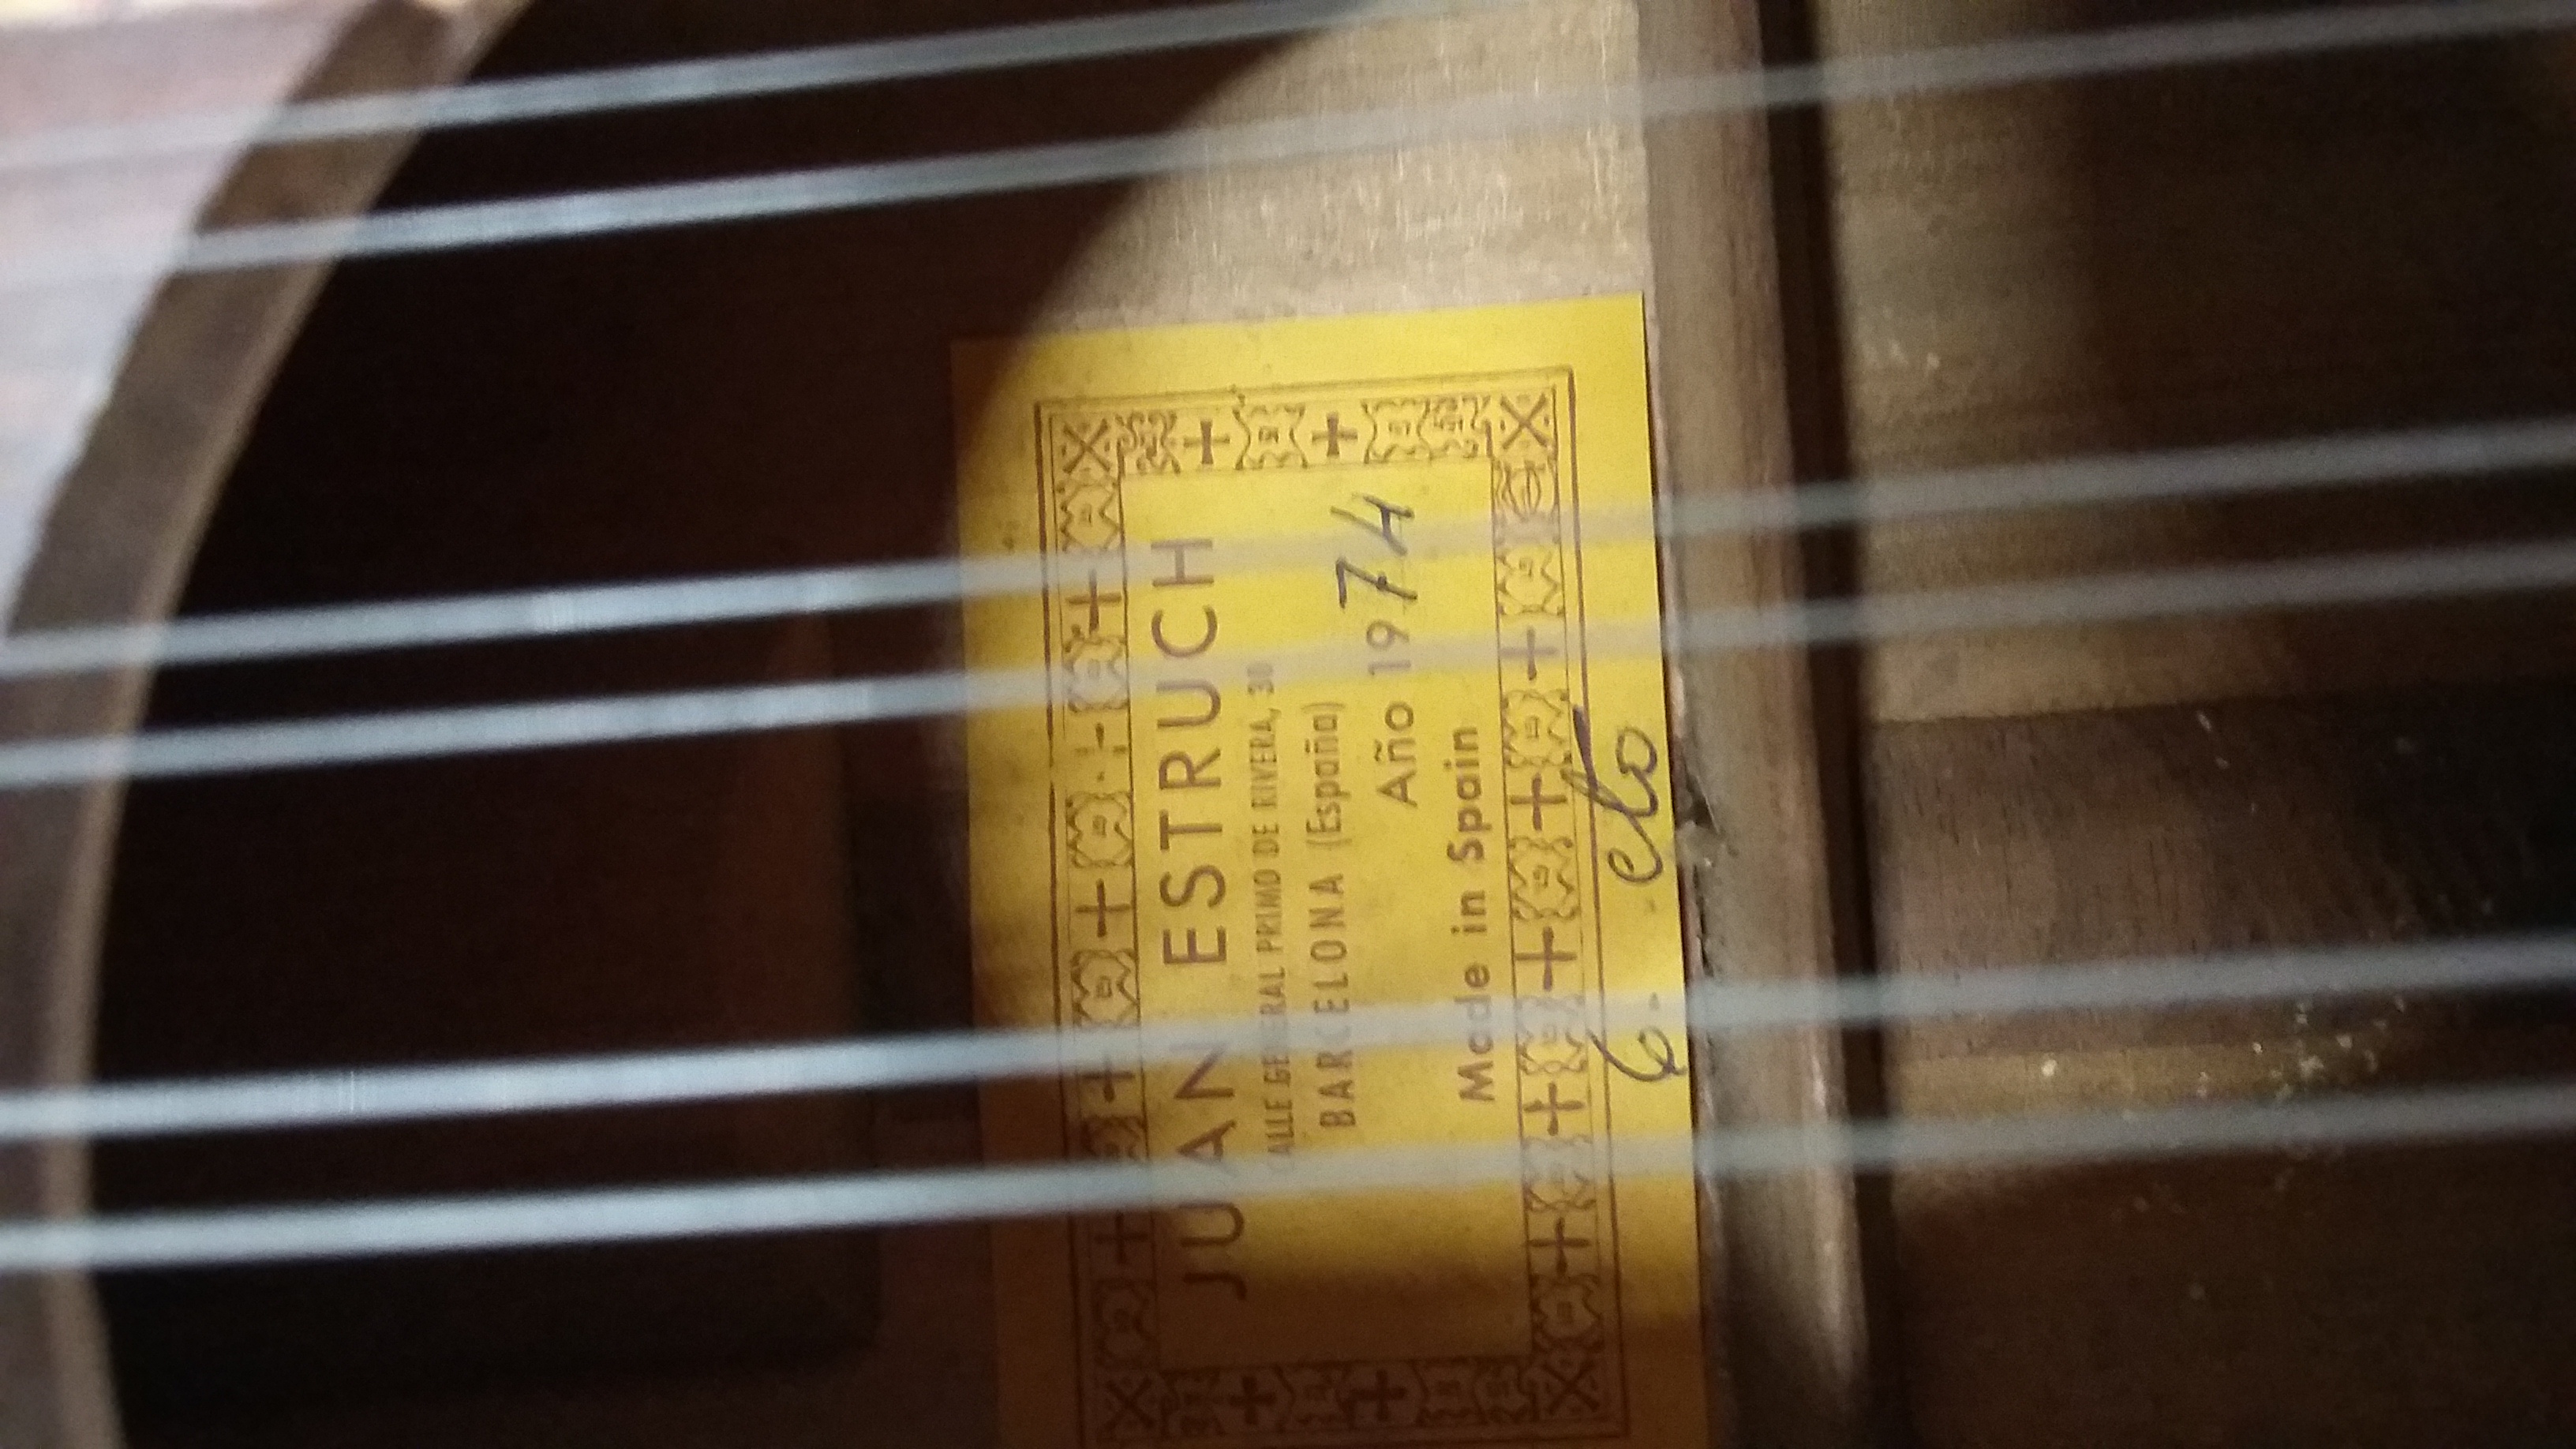 JUAN ESTRUCH
CALLE GENERAL PRIMO DE RIVERA, 30
BARCELONA (España)
Año 1974
Made in Spain